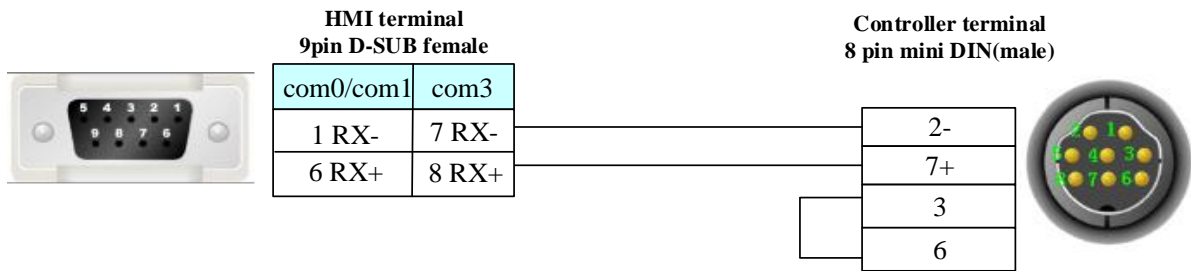 HMI terminal
9pin D-SUB female
Controller terminal
8 pin mini DIN(male)
com0/com1 com3
1 RX- 7 RX-
6 RX+ 8 RX+
2-
7+
3
6
5 4 3 2 1
9 8 7 6
2 1
5 4 3
8 7 6